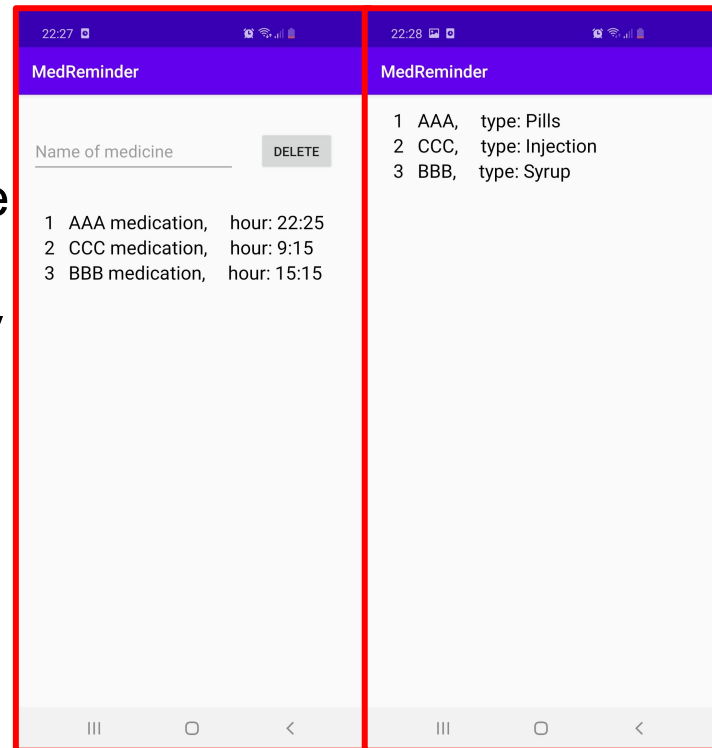 22:27
MedReminder
Name of medicine DELETE
1 AAA medication, hour: 22:25
2 CCC medication, hour: 9:15
3 BBB medication, hour: 15:15
22:28
MedReminder
1 AAA, type: Pills
2 CCC, type: Injection
3 BBB, type: Syrup